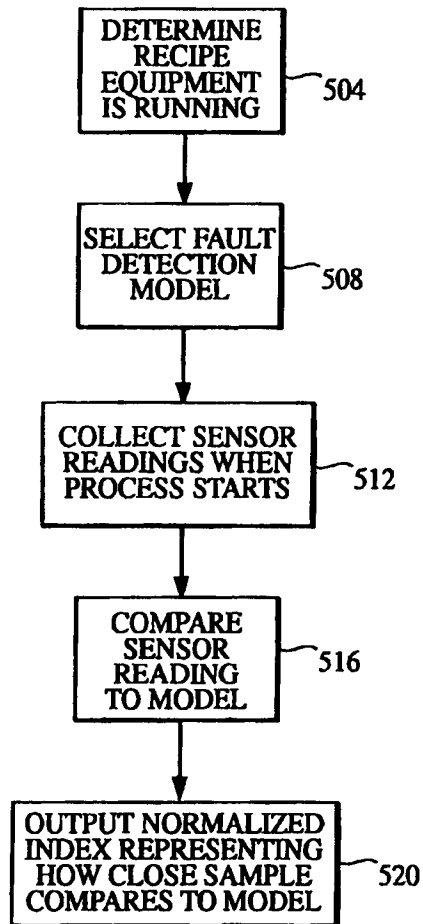 DETERMINE
RECIPE
EQUIPMENT
IS RUNNING
504
SELECT FAULT
DETECTION
MODEL
508
COLLECT SENSOR
READINGS WHEN
PROCESS STARTS
512
COMPARE
SENSOR
READING
TO MODEL
516
OUTPUT NORMALIZED
INDEX REPRESENTING
HOW CLOSE SAMPLE
COMPARES TO MODEL
520